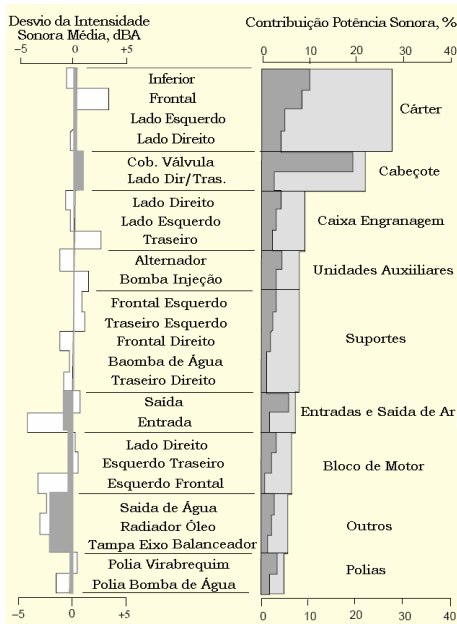 Desvio da Intensidade
Sonora Média, dBA
Contribuição Potência Sonora, %
-5 0 +5
0 10 20 30 40
Inferior
Frontal
Lado Esquerdo
Lado Direito
Cárter
Cob. Válvula
Lado Dir/Tras.
Cabeçote
Lado Direito
Lado Esquerdo
Traseiro
Caixa Engranagem
Alternador
Bomba Injeção
Unidades Auxiiliares
Frontal Esquerdo
Traseiro Esquerdo
Frontal Direito
Baomba de Água
Traseiro Direito
Suportes
Saída
Entrada
Entradas e Saída de Ar
Lado Direito
Esquerdo Traseiro
Esquerdo Frontal
Bloco de Motor
Saida de Água
Radiador Óleo
Tampa Eixo Balanceador
Outros
Polia Virabrequim
Polia Bomba de Água
Polias
-5 0 +5
0 10 20 30 40